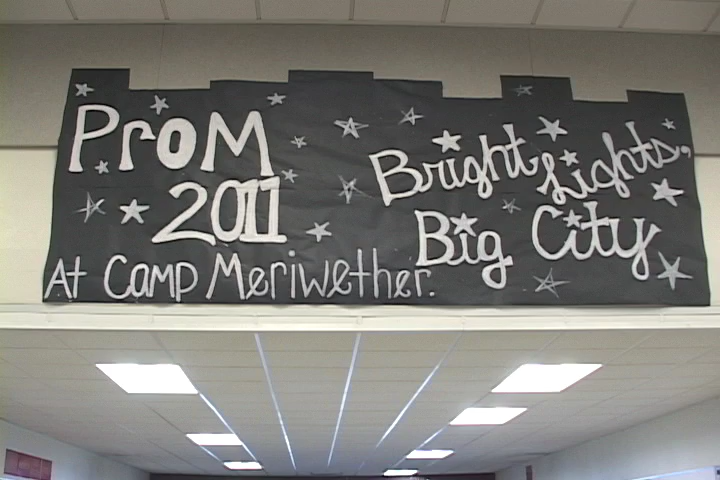 PRoM
2011
At Camp Meriwether.
Bright Lights,
Big City